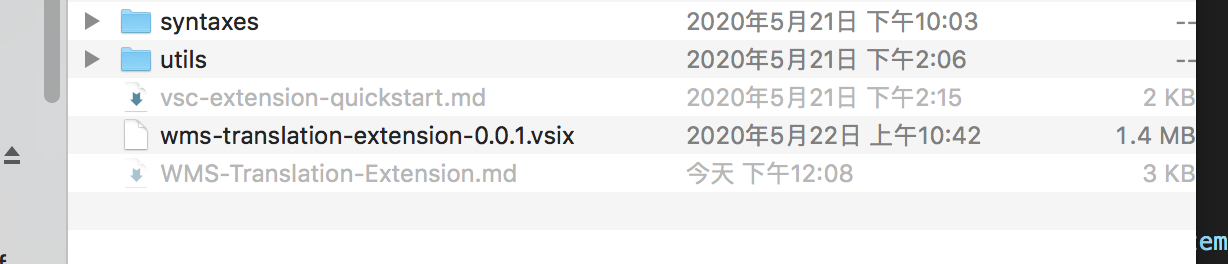 syntaxes 2020年5月21日 下午10:03 --
utils 2020年5月21日 下午2:06 --
vsc-extension-quickstart.md 2020年5月21日 下午2:15 2 KB
wms-translation-extension-0.0.1.vsix 2020年5月22日 上午10:42 1.4 MB
WMS-Translation-Extension.md 今天 下午12:08 3 KB
em